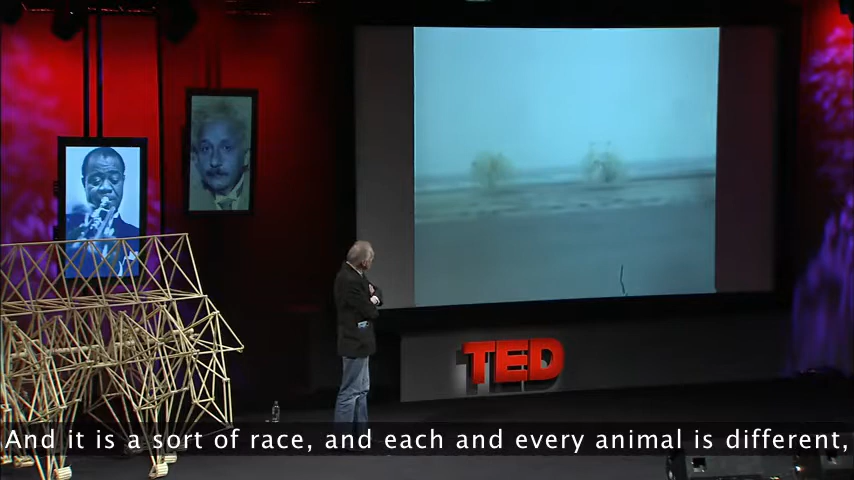 TED
And it is a sort of race, and each and every animal is different,